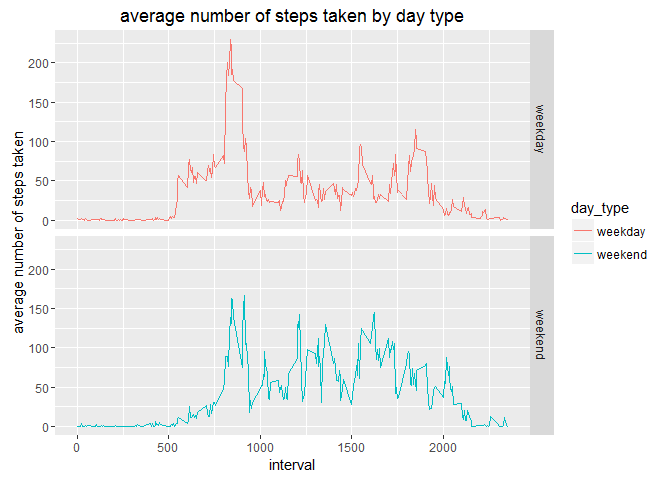 average number of steps taken by day type
average number of steps taken
200
150
100
50
0
weekday
200
150
100
50
0
weekend
0
500
1000
1500
2000
interval
day_type
weekday
weekend